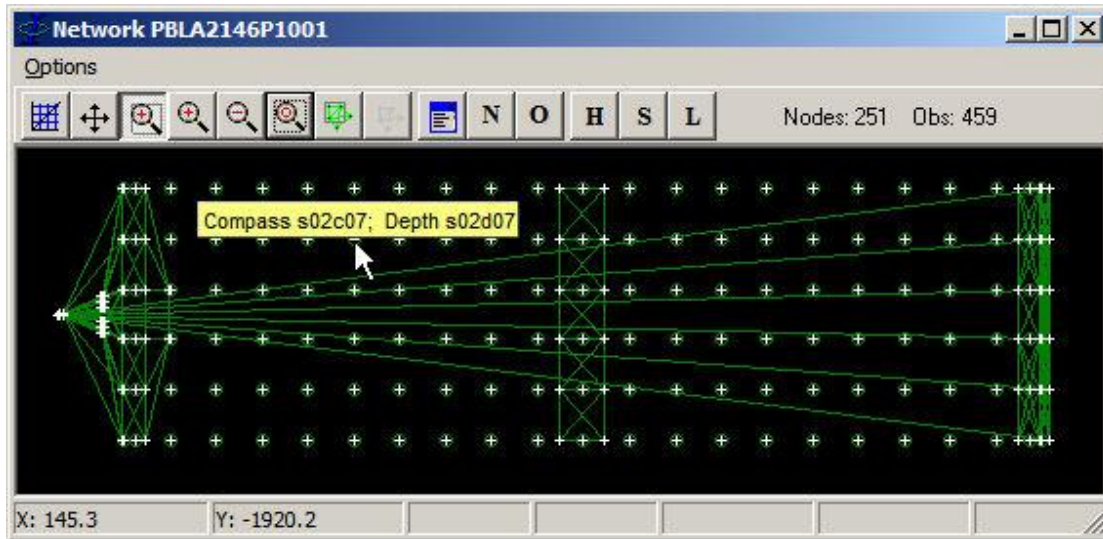 Network PBLA2146P1001
Options
N O H S L Nodes: 251 Obs: 459
Compass s02c07; Depth s02d07
X: 145.3 Y: -1920.2